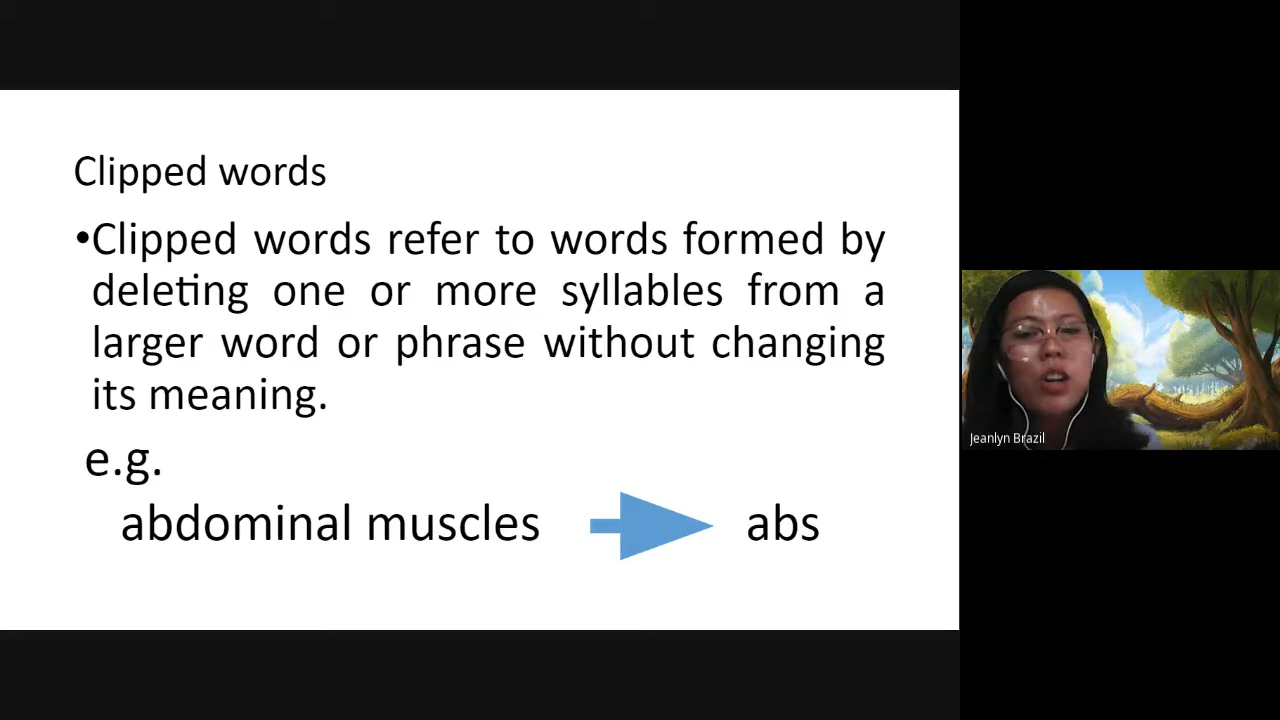 Clipped words
•Clipped words refer to words formed by
deleting one or more syllables from a
larger word or phrase without changing
its meaning.
e.g.
abdominal muscles abs
Jeanlyn Brazil